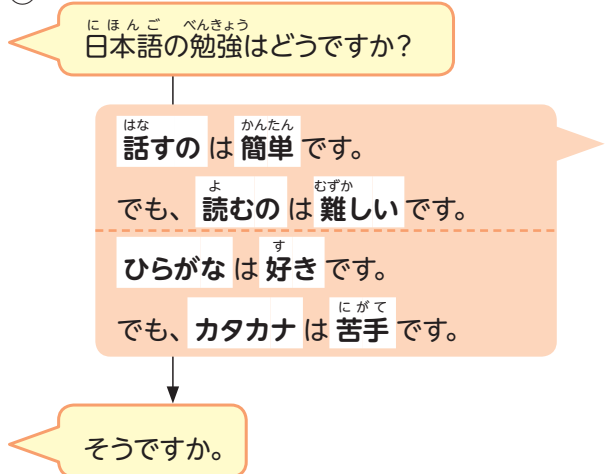 にほんご べんきょう
日本語の勉強はどうですか？
はな かんたん
話すの は 簡単 です。
よ むずか
でも、 読むの は 難しい です。
す
ひらがな は 好き です。
にがて
でも、 カタカナ は 苦手 です。
そうですか。